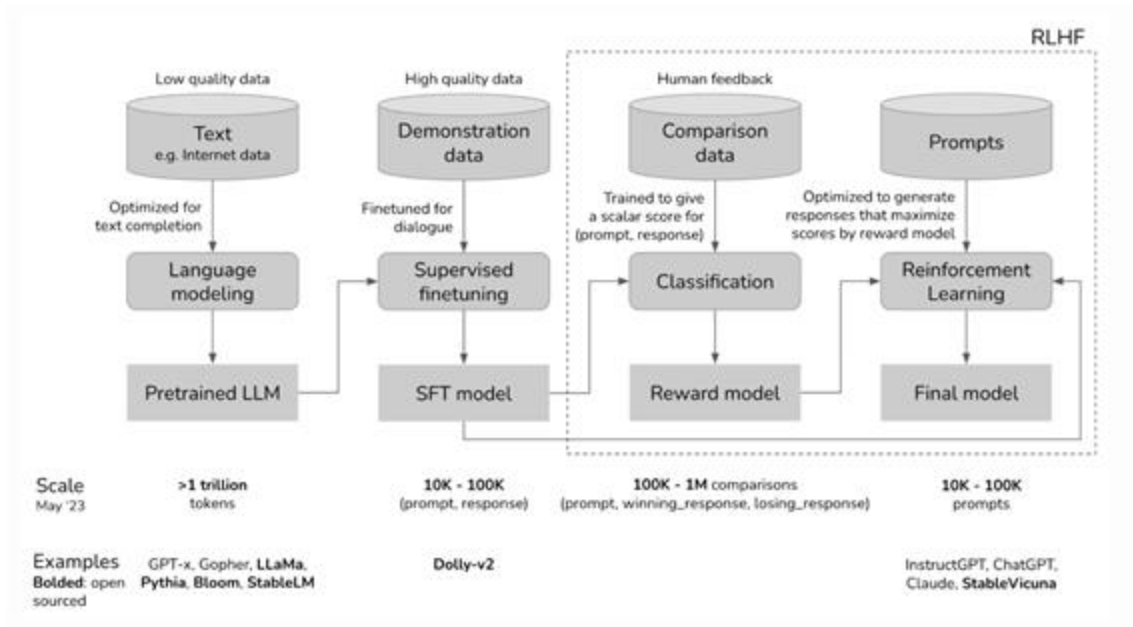 RLHF
Low quality data
High quality data
Human feedback
Text
e.g. Internet data
Demonstration
data
Comparison
data
Prompts
Optimized for
text completion
Finetuned for
dialogue
Trained to give
a scalar score for
(prompt, response)
Optimized to generate
responses that maximize
scores by reward model
Language
modeling
Supervised
finetuning
Classification
Reinforcement
Learning
Pretrained LLM
SFT model
Reward model
Final model
Scale
May '23
>1 trillion
tokens
10K - 100K
(prompt, response)
100K - 1M comparisons
(prompt, winning_response, losing_response)
10K - 100K
prompts
Examples
Bolded: open
sourced
GPT-x, Gopher, LLaMa,
Pythia, Bloom, StableLM
Dolly-v2
InstructGPT, ChatGPT,
Claude, StableVicuna